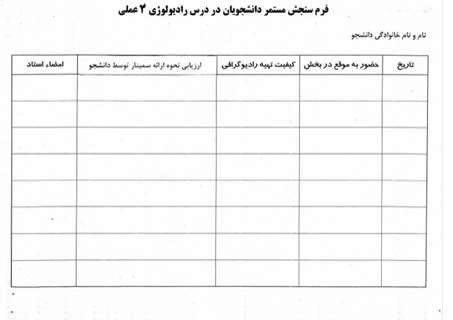 فرم سنجش مستمر دانشجویان در درس رادیولوژی ۲ عملی
نام و نام خانوادگی دانشجو
تاریخ	حضور به موقع در بخش	کیفیت تهیه رادیوگرافی	ارزیابی نحوه ارائه سمینار توسط دانشجو	امضاء استاد